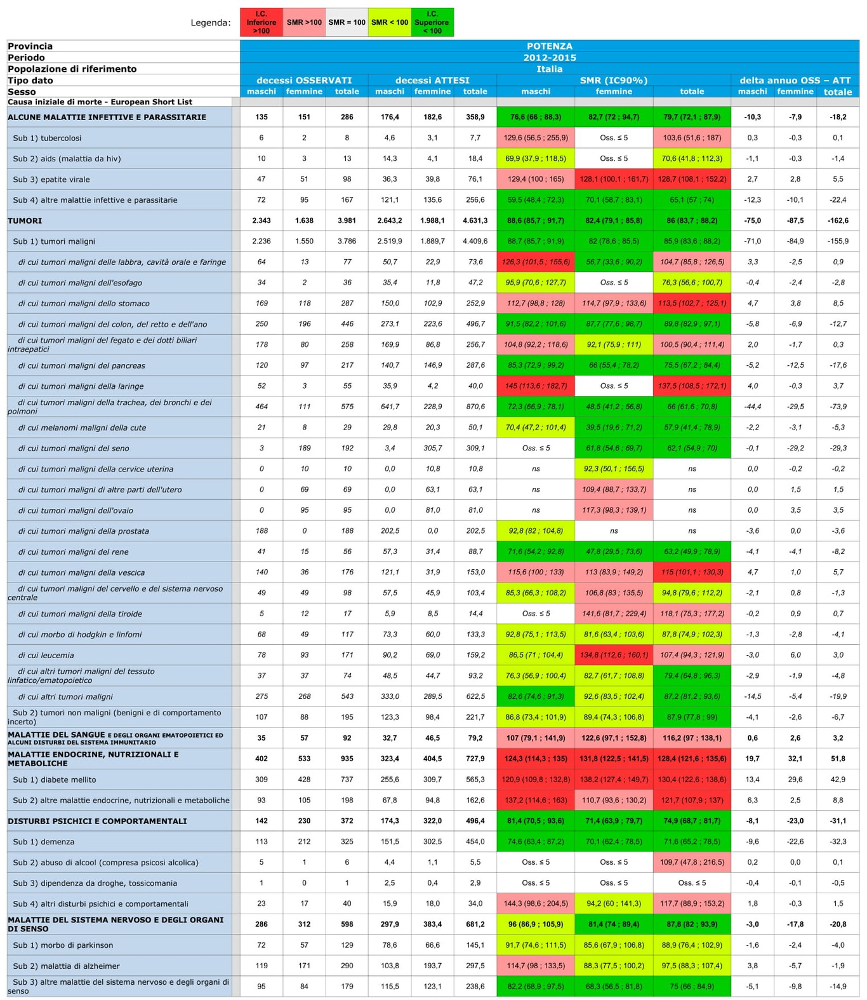 Legenda: I.C. Inferiore >100 SMR >100 SMR = 100 SMR < 100 I.C. Superiore < 100
Provincia POTENZA
Periodo 2012-2015
Popolazione di riferimento Italia
Tipo dato decessi OSSERVATI decessi ATTESI SMR (IC90%) delta annuo OSS – ATT
Sesso maschi femmine totale maschi femmine totale maschi femmine totale maschi femmine totale
Causa iniziale di morte - European Short List
ALCUNE MALATTIE INFETTIVE E PARASSITARIE 135 151 286 176,4 182,6 358,9 76,6 (66 ; 88,3) 82,7 (72 ; 94,7) 79,7 (72,1 ; 87,9) -10,3 -7,9 -18,2
Sub 1) tubercolosi 6 2 8 4,6 3,1 7,7 129,6 (56,5 ; 255,9) Oss. ≤ 5 103,6 (51,6 ; 187) 0,3 -0,3 0,1
Sub 2) aids (malattia da hiv) 10 3 13 14,3 4,1 18,4 69,9 (37,9 ; 118,5) Oss. ≤ 5 70,6 (41,8 ; 112,3) -1,1 -0,3 -1,4
Sub 3) epatite virale 47 51 98 36,3 39,8 76,1 129,4 (100 ; 165) 128,1 (100,1 ; 161,7) 128,7 (108,1 ; 152,2) 2,7 2,8 5,5
Sub 4) altre malattie infettive e parassitarie 72 95 167 121,1 135,6 256,6 59,5 (48,4 ; 72,3) 70,1 (58,7 ; 83,1) 65,1 (57 ; 74) -12,3 -10,1 -22,4
TUMORI 2.343 1.638 3.981 2.643,2 1.988,1 4.631,3 88,6 (85,7 ; 91,7) 82,4 (79,1 ; 85,8) 86 (83,7 ; 88,2) -75,0 -87,5 -162,6
Sub 1) tumori maligni 2.236 1.550 3.786 2.519,9 1.889,7 4.409,6 88,7 (85,7 ; 91,9) 82 (78,6 ; 85,5) 85,9 (83,6 ; 88,2) -71,0 -84,9 -155,9
di cui tumori maligni delle labbra, cavità orale e faringe 64 13 77 50,7 22,9 73,6 126,3 (101,5 ; 155,6) 56,7 (33,6 ; 90,2) 104,7 (85,8 ; 126,5) 3,3 -2,5 0,9
di cui tumori maligni dell'esofago 34 2 36 35,4 11,8 47,2 95,9 (70,6 ; 127,7) Oss. ≤ 5 76,3 (56,6 ; 100,7) -0,4 -2,4 -2,8
di cui tumori maligni dello stomaco 169 118 287 150,0 102,9 252,9 112,7 (98,8 ; 128) 114,7 (97,9 ; 133,6) 113,5 (102,7 ; 125,1) 4,7 3,8 8,5
di cui tumori maligni del colon, del retto e dell'ano 250 196 446 273,1 223,6 496,7 91,5 (82,2 ; 101,6) 87,7 (77,6 ; 98,7) 89,8 (82,9 ; 97,1) -5,8 -6,9 -12,7
di cui tumori maligni del fegato e dei dotti biliari
intraepatici 178 80 258 169,9 86,8 256,7 104,8 (92,2 ; 118,6) 92,1 (75,9 ; 111) 100,5 (90,4 ; 111,4) 2,0 -1,7 0,3
di cui tumori maligni del pancreas 120 97 217 140,7 146,9 287,6 85,3 (72,9 ; 99,2) 66 (55,4 ; 78,2) 75,5 (67,2 ; 84,4) -5,2 -12,5 -17,6
di cui tumori maligni della laringe 52 3 55 35,9 4,2 40,0 145 (113,6 ; 182,7) Oss. ≤ 5 137,5 (108,5 ; 172,1) 4,0 -0,3 3,7
di cui tumori maligni della trachea, dei bronchi e dei
polmoni 464 111 575 641,7 228,9 870,6 72,3 (66,9 ; 78,1) 48,5 (41,2 ; 56,8) 66 (61,6 ; 70,8) -44,4 -29,5 -73,9
di cui melanomi maligni della cute 21 8 29 29,8 20,3 50,1 70,4 (47,2 ; 101,4) 39,5 (19,6 ; 71,2) 57,9 (41,4 ; 78,9) -2,2 -3,1 -5,3
di cui tumori maligni del seno 3 189 192 3,4 305,7 309,1 Oss. ≤ 5 61,8 (54,6 ; 69,7) 62,1 (54,9 ; 70) -0,1 -29,2 -29,3
di cui tumori maligni della cervice uterina 0 10 10 0,0 10,8 10,8 ns 92,3 (50,1 ; 156,5) ns 0,0 -0,2 -0,2
di cui tumori maligni di altre parti dell'utero 0 69 69 0,0 63,1 63,1 ns 109,4 (88,7 ; 133,7) ns 0,0 1,5 1,5
di cui tumori maligni dell'ovaio 0 95 95 0,0 81,0 81,0 ns 117,3 (98,3 ; 139,1) ns 0,0 3,5 3,5
di cui tumori maligni della prostata 188 0 188 202,5 0,0 202,5 92,8 (82 ; 104,8) ns ns -3,6 0,0 -3,6
di cui tumori maligni del rene 41 15 56 57,3 31,4 88,7 71,6 (54,2 ; 92,8) 47,8 (29,5 ; 73,6) 63,2 (49,9 ; 78,9) -4,1 -4,1 -8,2
di cui tumori maligni della vescica 140 36 176 121,1 31,9 153,0 115,6 (100 ; 133) 113 (83,9 ; 149,2) 115 (101,1 ; 130,3) 4,7 1,0 5,7
di cui tumori maligni del cervello e del sistema nervoso
centrale 49 49 98 57,5 45,9 103,4 85,3 (66,3 ; 108,2) 106,8 (83 ; 135,5) 94,8 (79,6 ; 112,2) -2,1 0,8 -1,3
di cui tumori maligni della tiroide 5 12 17 5,9 8,5 14,4 Oss. ≤ 5 141,6 (81,7 ; 229,4) 118,1 (75,3 ; 177,2) -0,2 0,9 0,7
di cui morbo di hodgkin e linfomi 68 49 117 73,3 60,0 133,3 92,8 (75,1 ; 113,5) 81,6 (63,4 ; 103,6) 87,8 (74,9 ; 102,3) -1,3 -2,8 -4,1
di cui leucemia 78 93 171 90,2 69,0 159,2 86,5 (71 ; 104,4) 134,8 (112,6 ; 160,1) 107,4 (94,3 ; 121,9) -3,0 6,0 3,0
di cui altri tumori maligni del tessuto
linfatico/ematopoietico 37 37 74 48,5 44,7 93,2 76,3 (56,9 ; 100,4) 82,7 (61,7 ; 108,8) 79,4 (64,8 ; 96,3) -2,9 -1,9 -4,8
di cui altri tumori maligni 275 268 543 333,0 289,5 622,5 82,6 (74,6 ; 91,3) 92,6 (83,5 ; 102,4) 87,2 (81,2 ; 93,6) -14,5 -5,4 -19,9
Sub 2) tumori non maligni (benigni e di comportamento
incerto) 107 88 195 123,3 98,4 221,7 86,8 (73,4 ; 101,9) 89,4 (74,3 ; 106,8) 87,9 (77,8 ; 99) -4,1 -2,6 -6,7
MALATTIE DEL SANGUE E DEGLI ORGANI EMATOPOIETICI ED
ALCUNI DISTURBI DEL SISTEMA IMMUNITARIO 35 57 92 32,7 46,5 79,2 107 (79,1 ; 141,9) 122,6 (97,1 ; 152,8) 116,2 (97 ; 138,1) 0,6 2,6 3,2
MALATTIE ENDOCRINE, NUTRIZIONALI E
METABOLICHE 402 533 935 323,4 404,5 727,9 124,3 (114,3 ; 135) 131,8 (122,5 ; 141,5) 128,4 (121,6 ; 135,6) 19,7 32,1 51,8
Sub 1) diabete mellito 309 428 737 255,6 309,7 565,3 120,9 (109,8 ; 132,8) 138,2 (127,4 ; 149,7) 130,4 (122,6 ; 138,6) 13,4 29,6 42,9
Sub 2) altre malattie endocrine, nutrizionali e metaboliche 93 105 198 67,8 94,8 162,6 137,2 (114,6 ; 163) 110,7 (93,6 ; 130,2) 121,7 (107,9 ; 137) 6,3 2,5 8,8
DISTURBI PSICHICI E COMPORTAMENTALI 142 230 372 174,3 322,0 496,4 81,4 (70,5 ; 93,6) 71,4 (63,9 ; 79,7) 74,9 (68,7 ; 81,7) -8,1 -23,0 -31,1
Sub 1) demenza 113 212 325 151,5 302,5 454,0 74,6 (63,4 ; 87,2) 70,1 (62,4 ; 78,5) 71,6 (65,2 ; 78,5) -9,6 -22,6 -32,3
Sub 2) abuso di alcool (compresa psicosi alcolica) 5 1 6 4,4 1,1 5,5 Oss. ≤ 5 Oss. ≤ 5 109,7 (47,8 ; 216,5) 0,2 0,0 0,1
Sub 3) dipendenza da droghe, tossicomania 1 0 1 2,5 0,4 2,9 Oss. ≤ 5 Oss. ≤ 5 Oss. ≤ 5 -0,4 -0,1 -0,5
Sub 4) altri disturbi psichici e comportamentali 23 17 40 15,9 18,0 34,0 144,3 (98,6 ; 204,5) 94,2 (60 ; 141,3) 117,7 (88,9 ; 153,2) 1,8 -0,3 1,5
MALATTIE DEL SISTEMA NERVOSO E DEGLI ORGANI
DI SENSO 286 312 598 297,9 383,4 681,2 96 (86,9 ; 105,9) 81,4 (74 ; 89,4) 87,8 (82 ; 93,9) -3,0 -17,8 -20,8
Sub 1) morbo di parkinson 72 57 129 78,6 66,6 145,1 91,7 (74,6 ; 111,5) 85,6 (67,9 ; 106,8) 88,9 (76,4 ; 102,9) -1,6 -2,4 -4,0
Sub 2) malattia di alzheimer 119 171 290 103,8 193,7 297,5 114,7 (98 ; 133,5) 88,3 (77,5 ; 100,2) 97,5 (88,3 ; 107,4) 3,8 -5,7 -1,9
Sub 3) altre malattie del sistema nervoso e degli organi di
senso 95 84 179 115,5 123,1 238,6 82,2 (68,9 ; 97,5) 68,3 (56,5 ; 81,8) 75 (66 ; 84,9) -5,1 -9,8 -14,9